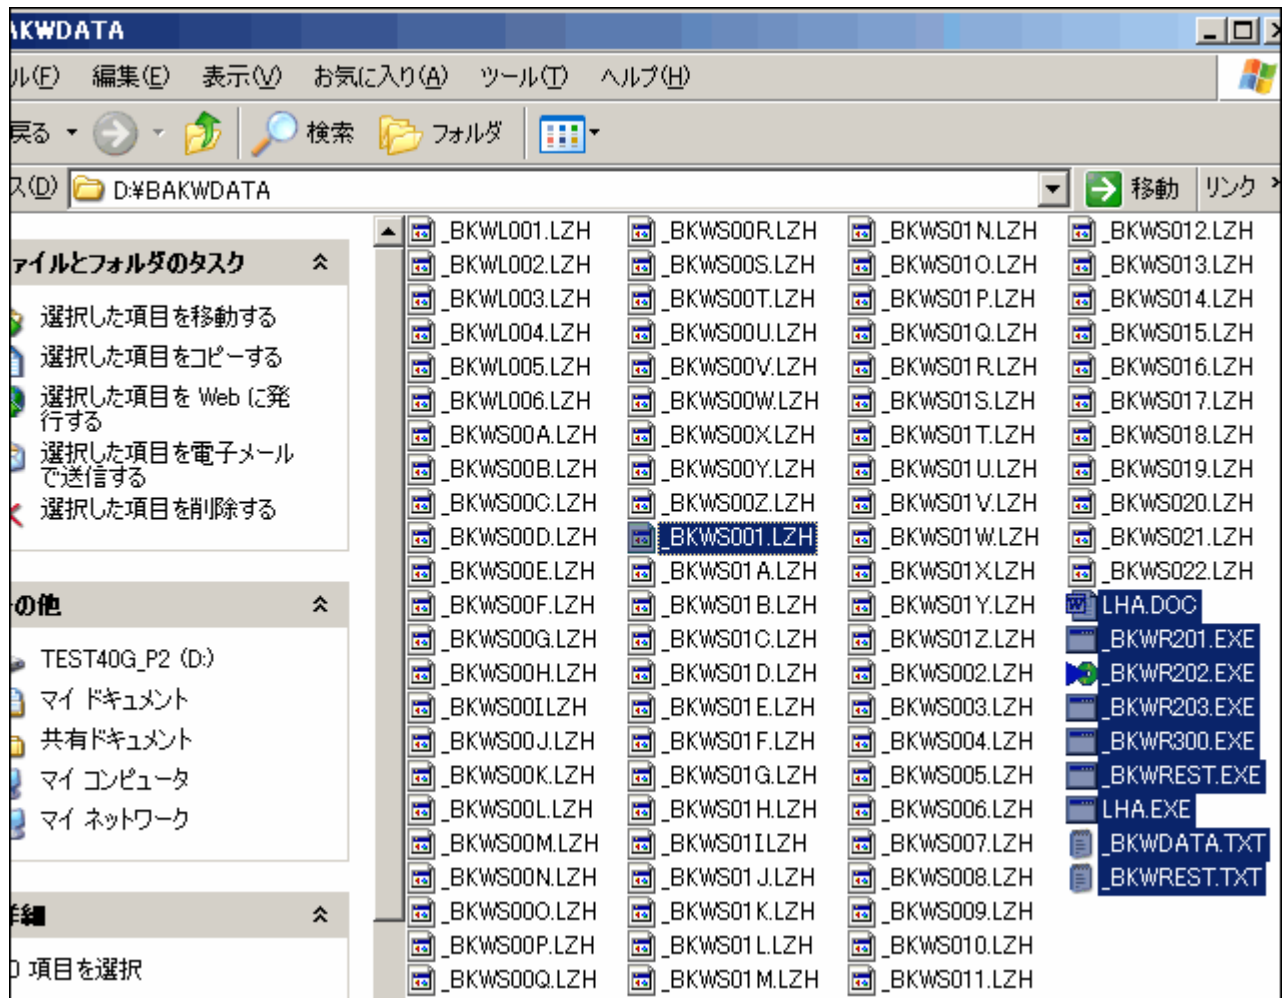 AKWDATA
ル(F) 編集(E) 表示(V) お気に入り(A) ツール(T) ヘルプ(H)
戻る 検索 フォルダ
ス(D) D:¥BAKWDATA 移動 リンク
ァイルとフォルダのタスク
選択した項目を移動する
選択した項目をコピーする
選択した項目を Web に発
行する
選択した項目を電子メール
で送信する
選択した項目を削除する
の他
TEST40G_P2 (D:)
マイ ドキュメント
共有ドキュメント
マイ コンピュータ
マイ ネットワーク
詳細
0 項目を選択
_BKWL001.LZH
_BKWL002.LZH
_BKWL003.LZH
_BKWL004.LZH
_BKWL005.LZH
_BKWL006.LZH
_BKWS00A.LZH
_BKWS00B.LZH
_BKWS00C.LZH
_BKWS00D.LZH
_BKWS00E.LZH
_BKWS00F.LZH
_BKWS00G.LZH
_BKWS00H.LZH
_BKWS00I.LZH
_BKWS00J.LZH
_BKWS00K.LZH
_BKWS00L.LZH
_BKWS00M.LZH
_BKWS00N.LZH
_BKWS00O.LZH
_BKWS00P.LZH
_BKWS00Q.LZH
_BKWS00R.LZH
_BKWS00S.LZH
_BKWS00T.LZH
_BKWS00U.LZH
_BKWS00V.LZH
_BKWS00W.LZH
_BKWS00X.LZH
_BKWS00Y.LZH
_BKWS00Z.LZH
_BKWS001.LZH
_BKWS01A.LZH
_BKWS01B.LZH
_BKWS01C.LZH
_BKWS01D.LZH
_BKWS01E.LZH
_BKWS01F.LZH
_BKWS01G.LZH
_BKWS01H.LZH
_BKWS01I.LZH
_BKWS01J.LZH
_BKWS01K.LZH
_BKWS01L.LZH
_BKWS01M.LZH
_BKWS01N.LZH
_BKWS01O.LZH
_BKWS01P.LZH
_BKWS01Q.LZH
_BKWS01R.LZH
_BKWS01S.LZH
_BKWS01T.LZH
_BKWS01U.LZH
_BKWS01V.LZH
_BKWS01W.LZH
_BKWS01X.LZH
_BKWS01Y.LZH
_BKWS01Z.LZH
_BKWS002.LZH
_BKWS003.LZH
_BKWS004.LZH
_BKWS005.LZH
_BKWS006.LZH
_BKWS007.LZH
_BKWS008.LZH
_BKWS009.LZH
_BKWS010.LZH
_BKWS011.LZH
_BKWS012.LZH
_BKWS013.LZH
_BKWS014.LZH
_BKWS015.LZH
_BKWS016.LZH
_BKWS017.LZH
_BKWS018.LZH
_BKWS019.LZH
_BKWS020.LZH
_BKWS021.LZH
_BKWS022.LZH
LHA.DOC
_BKWR201.EXE
_BKWR202.EXE
_BKWR203.EXE
_BKWR300.EXE
_BKWREST.EXE
LHA.EXE
_BKWDATA.TXT
_BKWREST.TXT